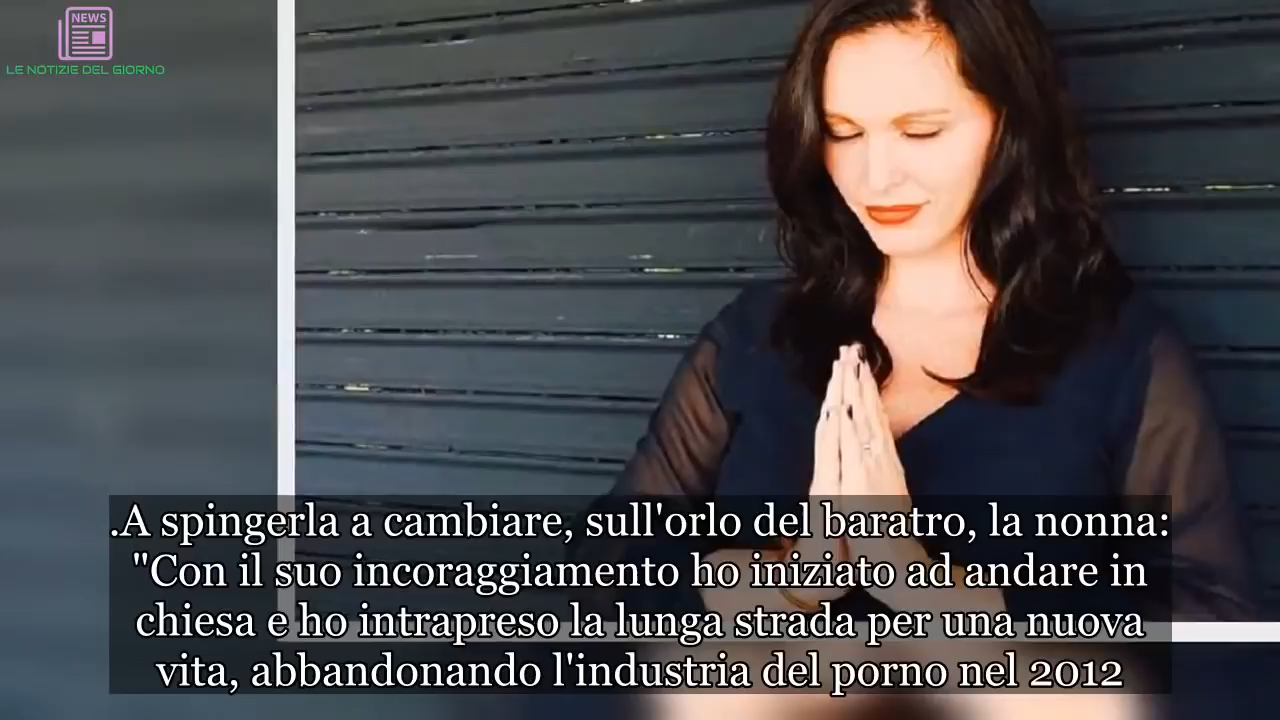 NEWS
LE NOTIZIE DEL GIORNO
.A spingerla a cambiare, sull'orlo del baratro, la nonna:
"Con il suo incoraggiamento ho iniziato ad andare in
chiesa e ho intrapreso la lunga strada per una nuova
vita, abbandonando l'industria del porno nel 2012